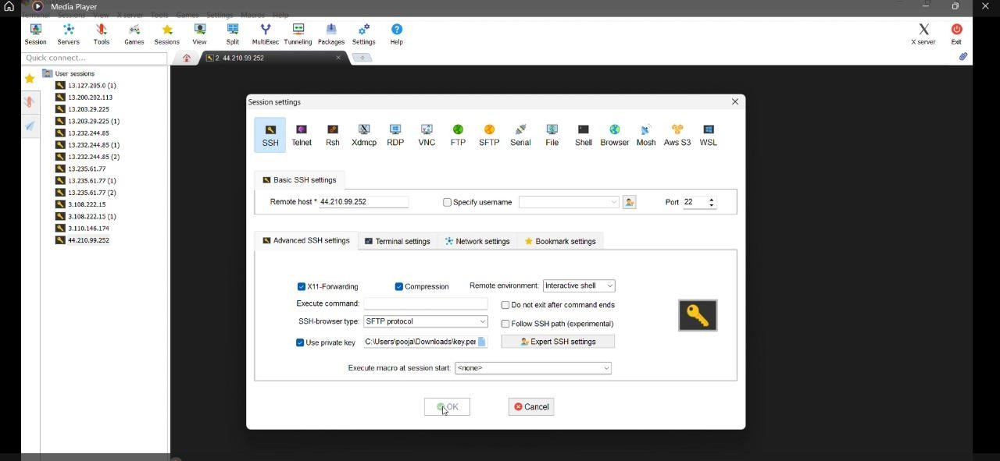 Media Player
Terminal Sessions View X server Tools Games Settings Macros Help
Session Servers Tools Games Sessions View Split MultiExec Tunneling Packages Settings Help X server Exit
Quick connect...
2. 44.210.99.252
User sessions
13.127.205.0 (1)
13.200.202.113
13.203.29.225
13.203.29.225 (1)
13.232.244.85
13.232.244.85 (1)
13.232.244.85 (2)
13.235.61.77
13.235.61.77 (1)
13.235.61.77 (2)
3.108.222.15
3.108.222.15 (1)
3.110.146.174
44.210.99.252
Session settings
SSH Telnet Rsh Xdmcp RDP VNC FTP SFTP Serial File Shell Browser Mosh Aws S3 WSL
Basic SSH settings
Remote host * 44.210.99.252 Specify username Port 22
Advanced SSH settings Terminal settings Network settings Bookmark settings
X11-Forwarding Compression Remote environment: Interactive shell
Execute command: Do not exit after command ends
SSH-browser type: SFTP protocol Follow SSH path (experimental)
Use private key C:\Users\pooja\Downloads\key.per Expert SSH settings
Execute macro at session start: <none>
OK Cancel